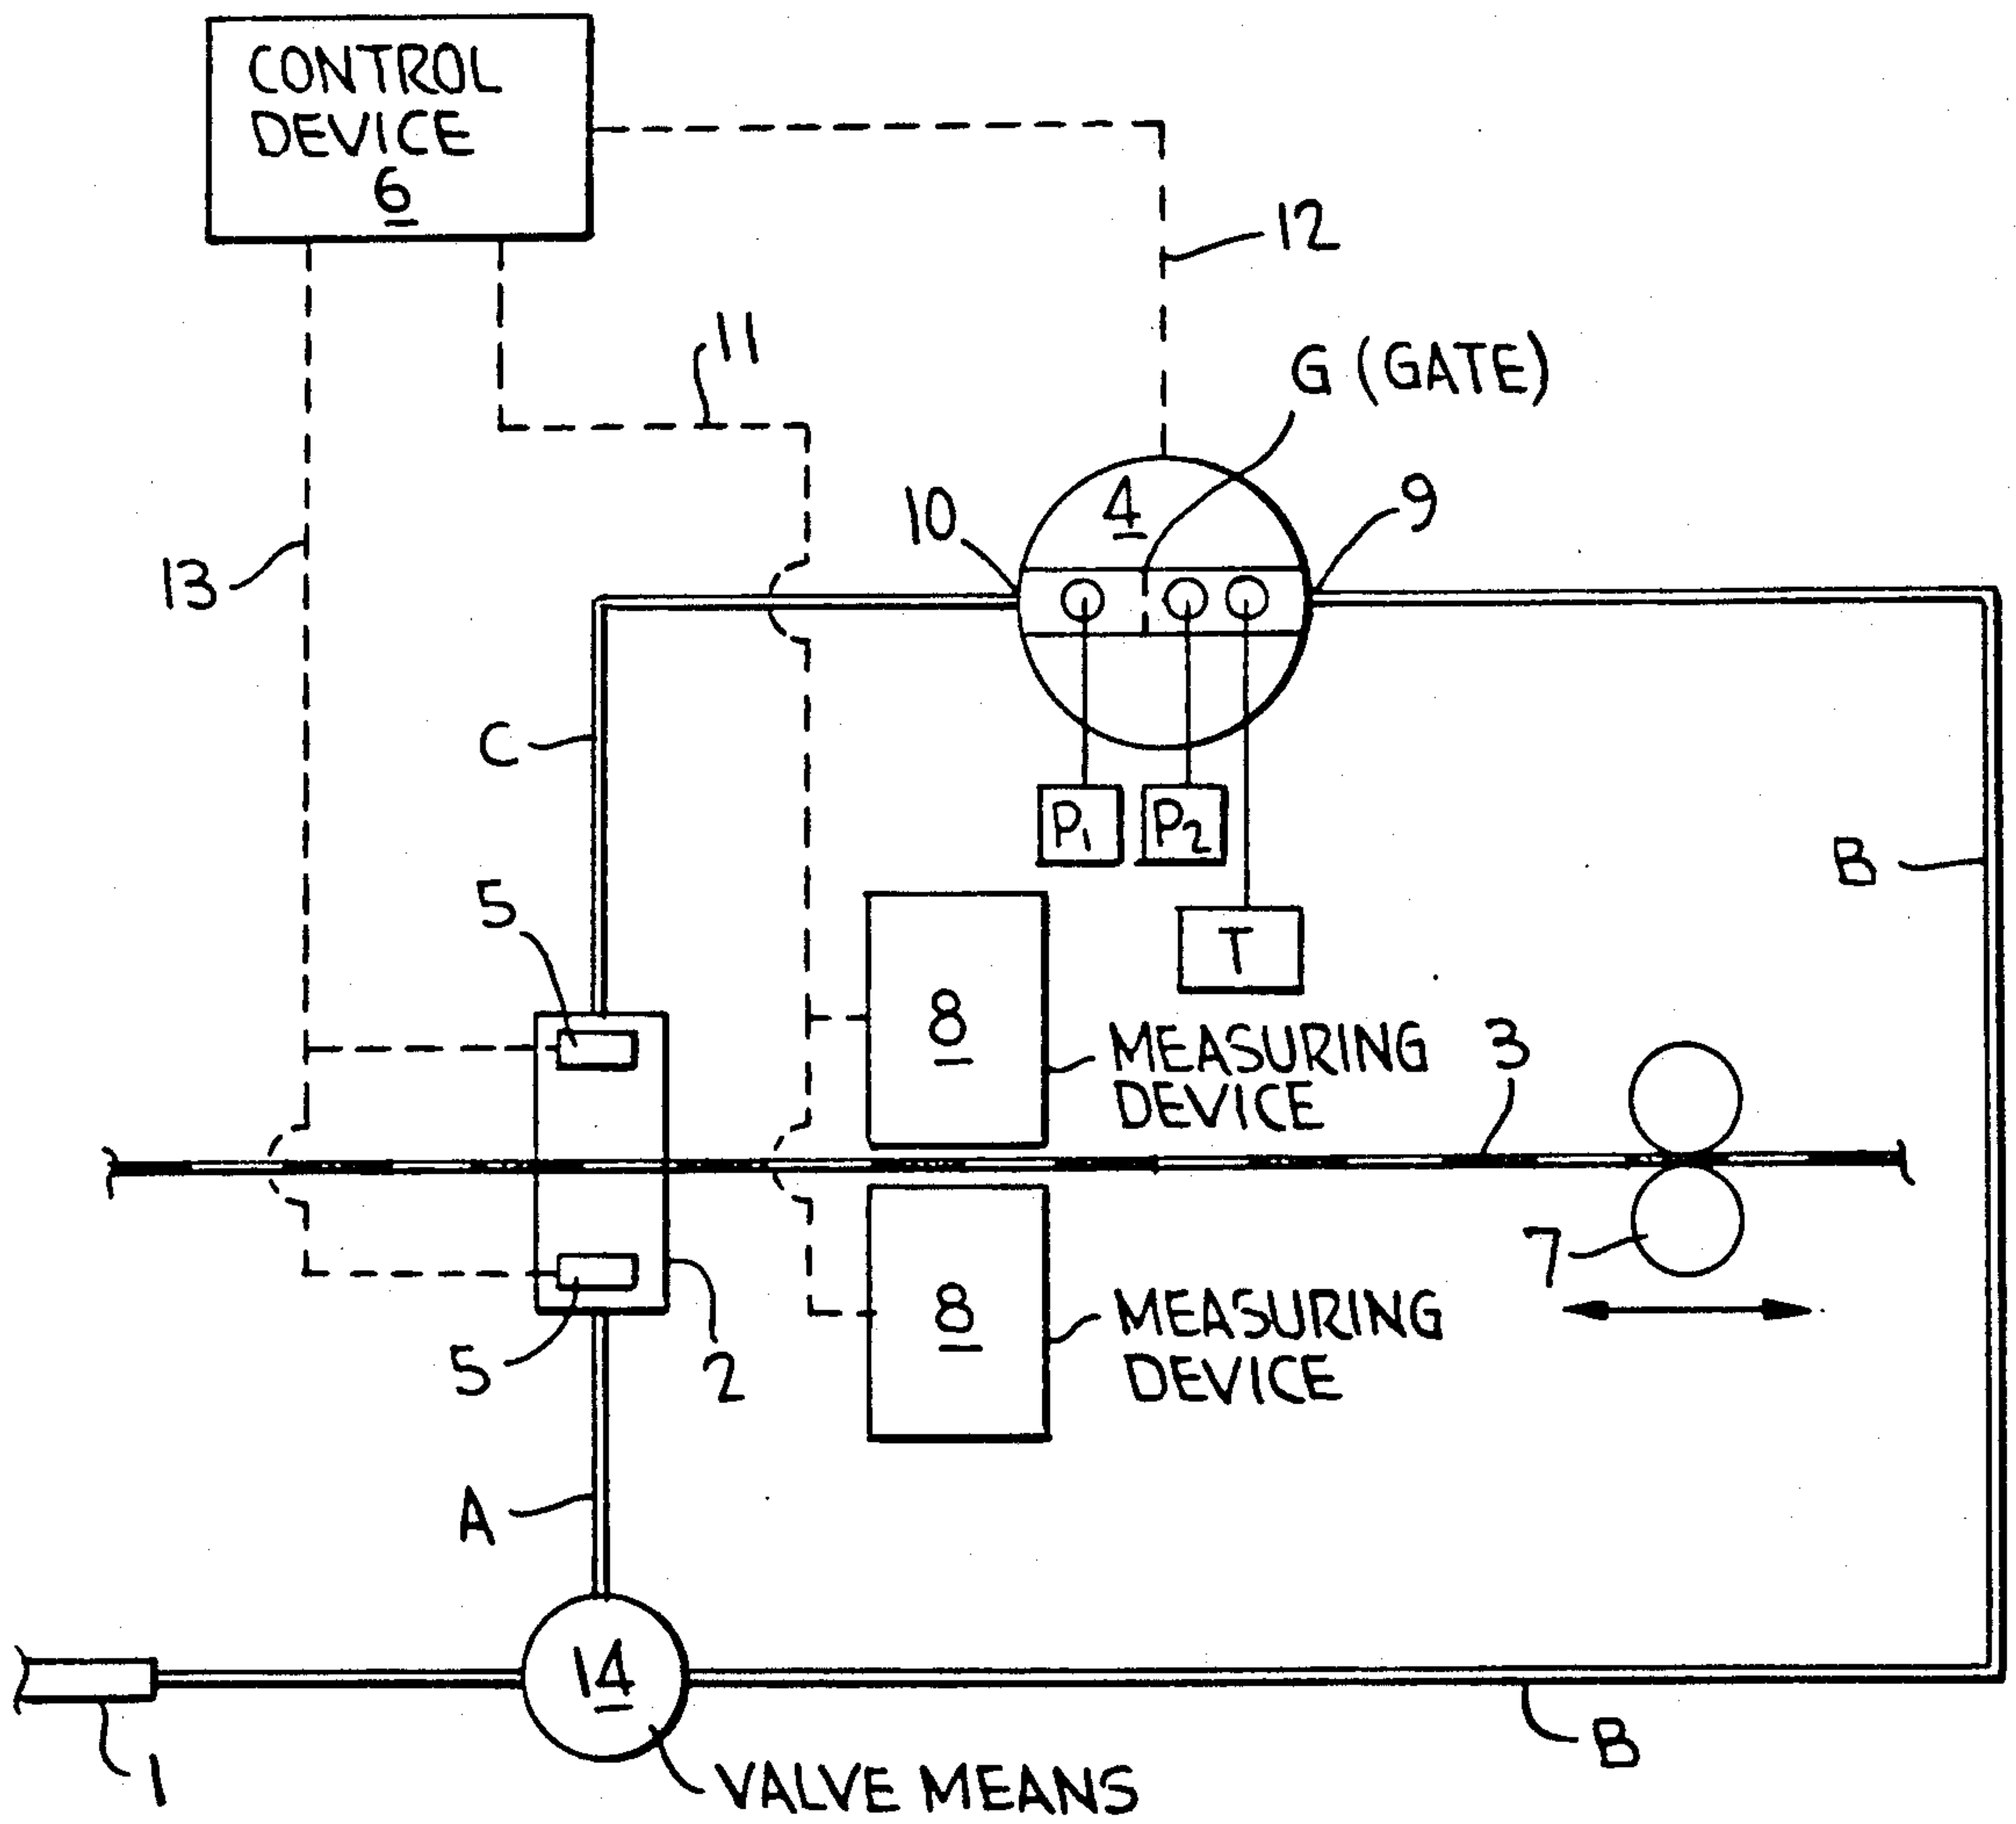 CONTROL
DEVICE
6
12
11
G (GATE)
4
10
9
13
C
P1
P2
B
5
T
8
MEASURING
DEVICE
3
7
5
2
8
MEASURING
DEVICE
A
14
1
VALVE MEANS
B